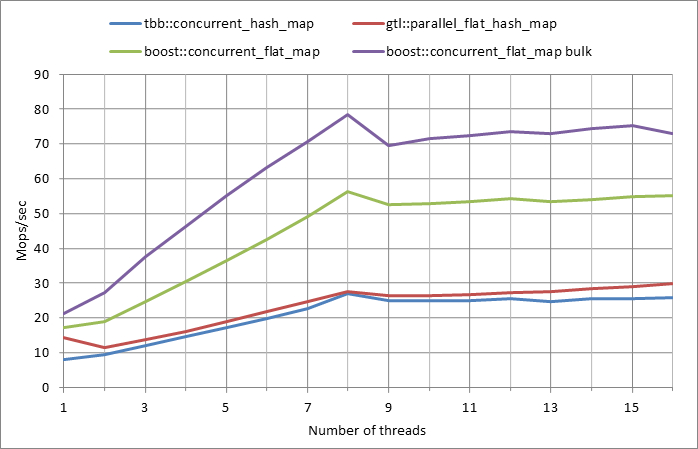 tbb::concurrent_hash_map gtl::parallel_flat_hash_map
boost::concurrent_flat_map boost::concurrent_flat_map bulk
90
80
70
60
50
40
30
20
10
0
Mops/sec
1 3 5 7 9 11 13 15
Number of threads